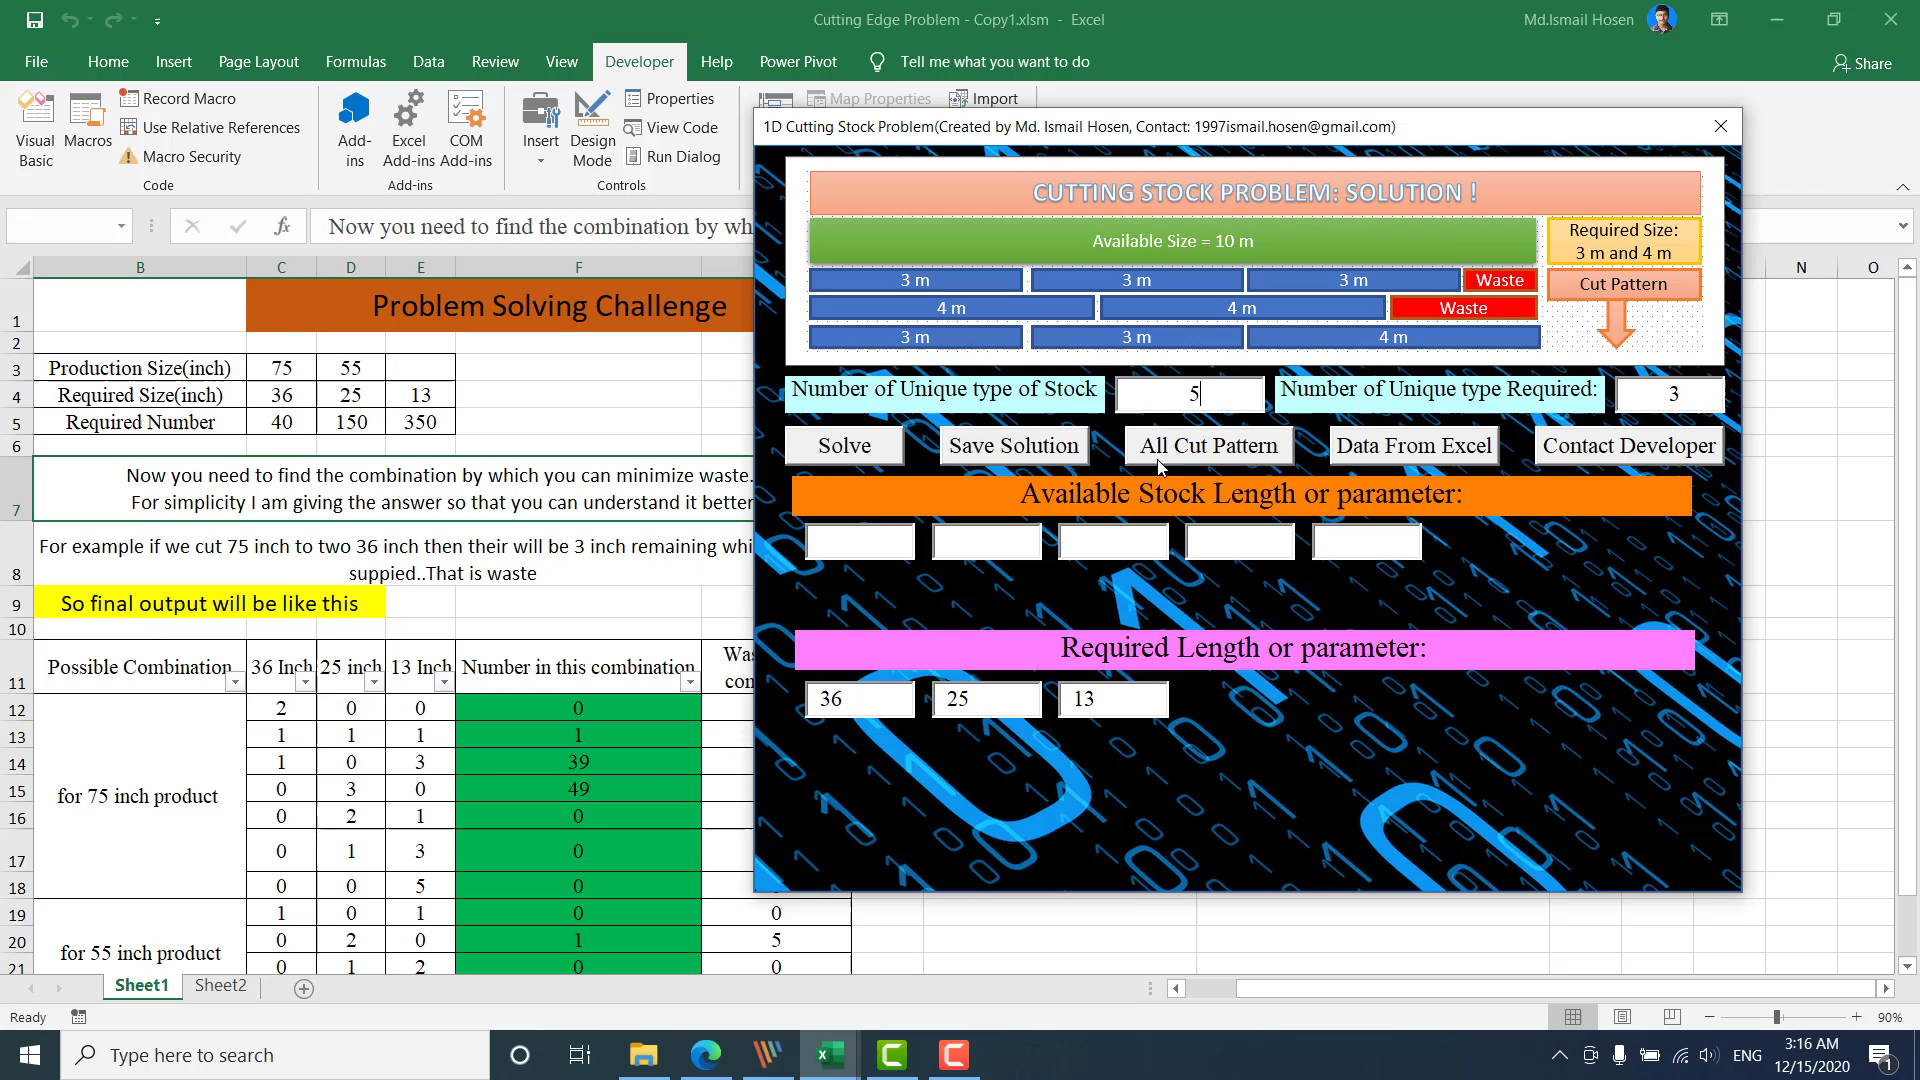 Cutting Edge Problem - Copy1.xlsm - Excel
Md.Ismail Hosen
File Home Insert Page Layout Formulas Data Review View Developer Help Power Pivot Tell me what you want to do Share
Visual Basic
Macros
Record Macro
Use Relative References
Macro Security
Code
Add-ins
Excel Add-ins
COM Add-ins
Add-ins
Insert
Design Mode
Properties
View Code
Run Dialog
Controls
Map Properties
Import
fx Now you need to find the combination by wh
B C D E F N O
1 Problem Solving Challenge
2
3 Production Size(inch) 75 55
4 Required Size(inch) 36 25 13
5 Required Number 40 150 350
6
Now you need to find the combination by which you can minimize waste.
7 For simplicity I am giving the answer so that you can understand it better
For example if we cut 75 inch to two 36 inch then their will be 3 inch remaining whi
8 suppied..That is waste
9 So final output will be like this
10
11 Possible Combination 36 Inch 25 inch 13 Inch Number in this combination Was
con
12 2 0 0 0
13 1 1 1 1
14 1 0 3 39
15 0 3 0 49
for 75 inch product
16 0 2 1 0
17 0 1 3 0
18 0 0 5 0
19 1 0 1 0 0
20 0 2 0 1 5
for 55 inch product
21 0 1 2 0 0
1D Cutting Stock Problem(Created by Md. Ismail Hosen, Contact: 1997ismail.hosen@gmail.com)
CUTTING STOCK PROBLEM: SOLUTION !
Available Size = 10 m
Required Size:
3 m and 4 m
3 m 3 m 3 m Waste
Cut Pattern
4 m 4 m Waste
3 m 3 m 4 m
Number of Unique type of Stock 5 Number of Unique type Required: 3
Solve Save Solution All Cut Pattern Data From Excel Contact Developer
Available Stock Length or parameter:
Required Length or parameter:
36 25 13
Sheet1 Sheet2
Ready 90%
Type here to search
ENG
3:16 AM
12/15/2020
1